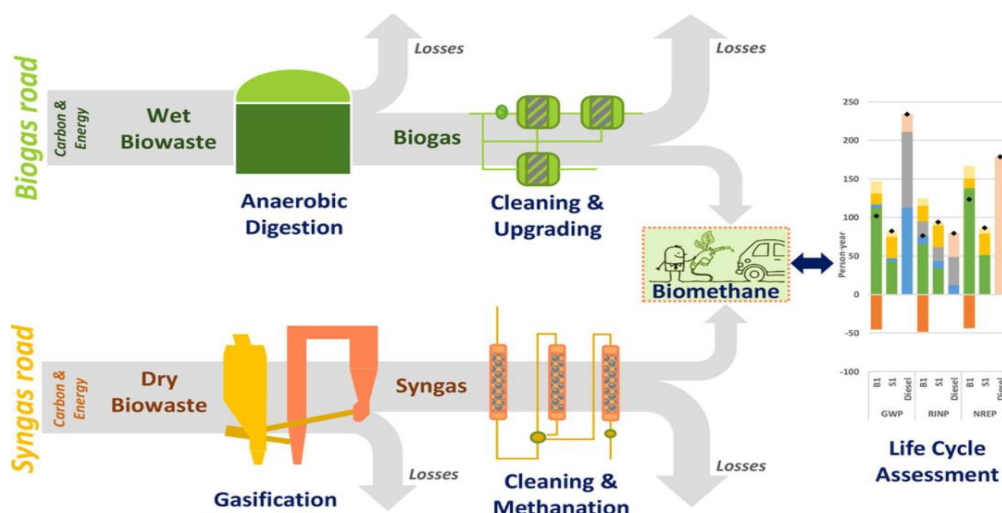 Biogas road
Carbon &
Energy
Wet
Biowaste
Losses
Anaerobic
Digestion
Biogas
Losses
Cleaning &
Upgrading
Biomethane
Syngas road
Carbon &
Energy
Dry
Biowaste
Gasification
Losses
Syngas
Cleaning &
Methanation
Losses
Person-year
250
200
150
100
50
0
-50
-100
B1
S1
Diesel
B1
S1
Diesel
B1
S1
Diesel
GWP
RINP
NREP
Life Cycle
Assessment